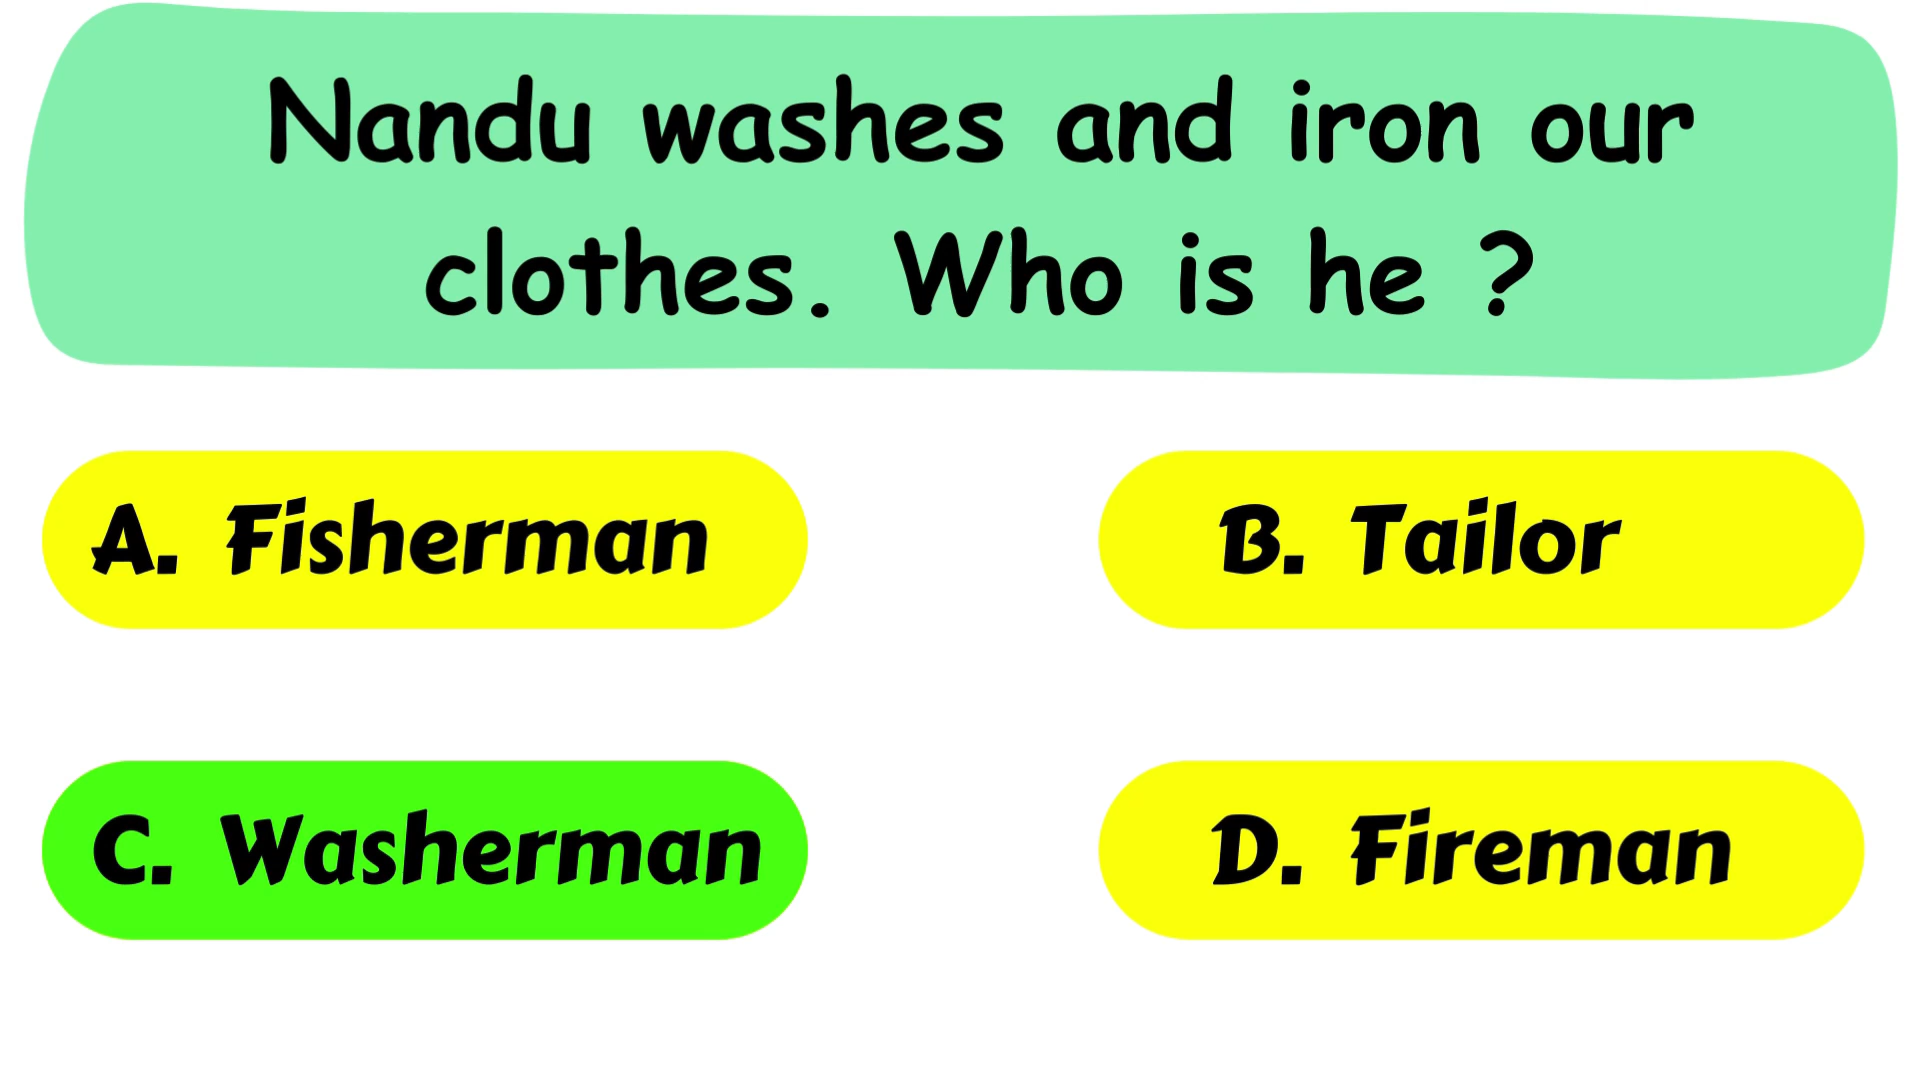 Nandu washes and iron our
clothes. Who is he ?
A. Fisherman
B. Tailor
C. Washerman
D. Fireman